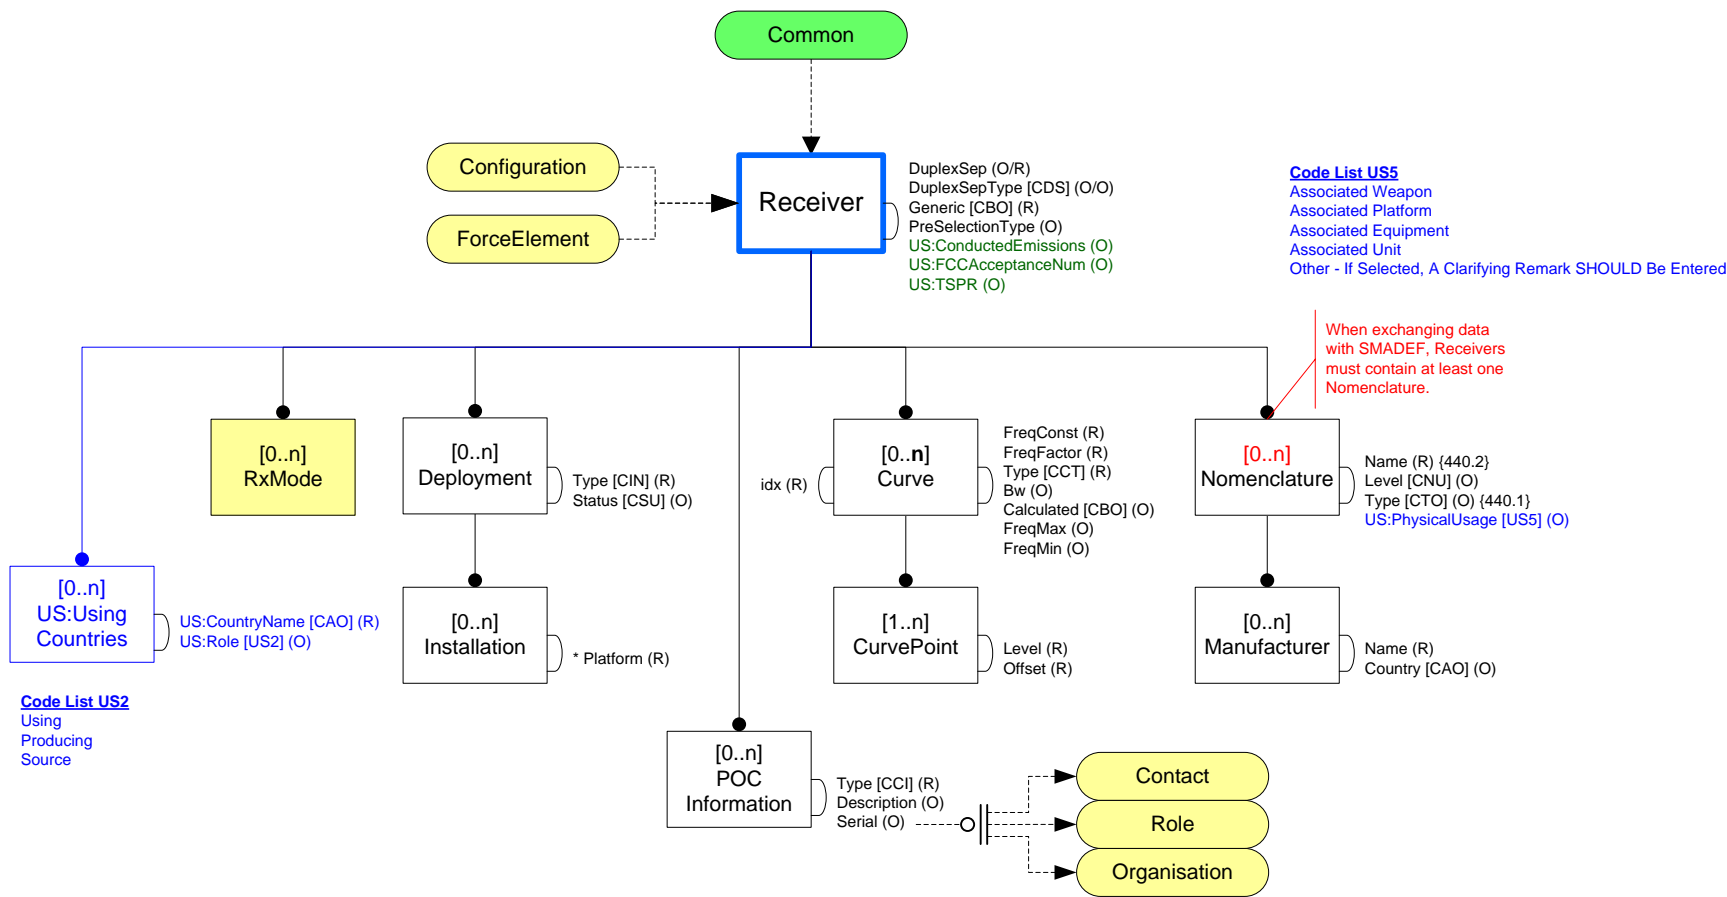 Common
Configuration
ForceElement
Receiver
DuplexSep (O/R)
DuplexSepType [CDS] (O/O)
Generic [CBO] (R)
PreSelectionType (O)
US:ConductedEmissions (O)
US:FCCAcceptanceNum (O)
US:TSPR (O)
Code List US5
Associated Weapon
Associated Platform
Associated Equipment
Associated Unit
Other - If Selected, A Clarifying Remark SHOULD Be Entered
When exchanging data
with SMADEF, Receivers
must contain at least one
Nomenclature.
[0..n]
RxMode
[0..n]
Deployment
Type [CIN] (R)
Status [CSU] (O)
idx (R)
[0..n]
Curve
FreqConst (R)
FreqFactor (R)
Type [CCT] (R)
Bw (O)
Calculated [CBO] (O)
FreqMax (O)
FreqMin (O)
[0..n]
Nomenclature
Name (R) {440.2}
Level [CNU] (O)
Type [CTO] (O) {440.1}
US:PhysicalUsage [US5] (O)
[0..n]
US:Using
Countries
US:CountryName [CAO] (R)
US:Role [US2] (O)
[0..n]
Installation
* Platform (R)
[1..n]
CurvePoint
Level (R)
Offset (R)
[0..n]
Manufacturer
Name (R)
Country [CAO] (O)
Code List US2
Using
Producing
Source
[0..n]
POC
Information
Type [CCI] (R)
Description (O)
Serial (O)
Contact
Role
Organisation